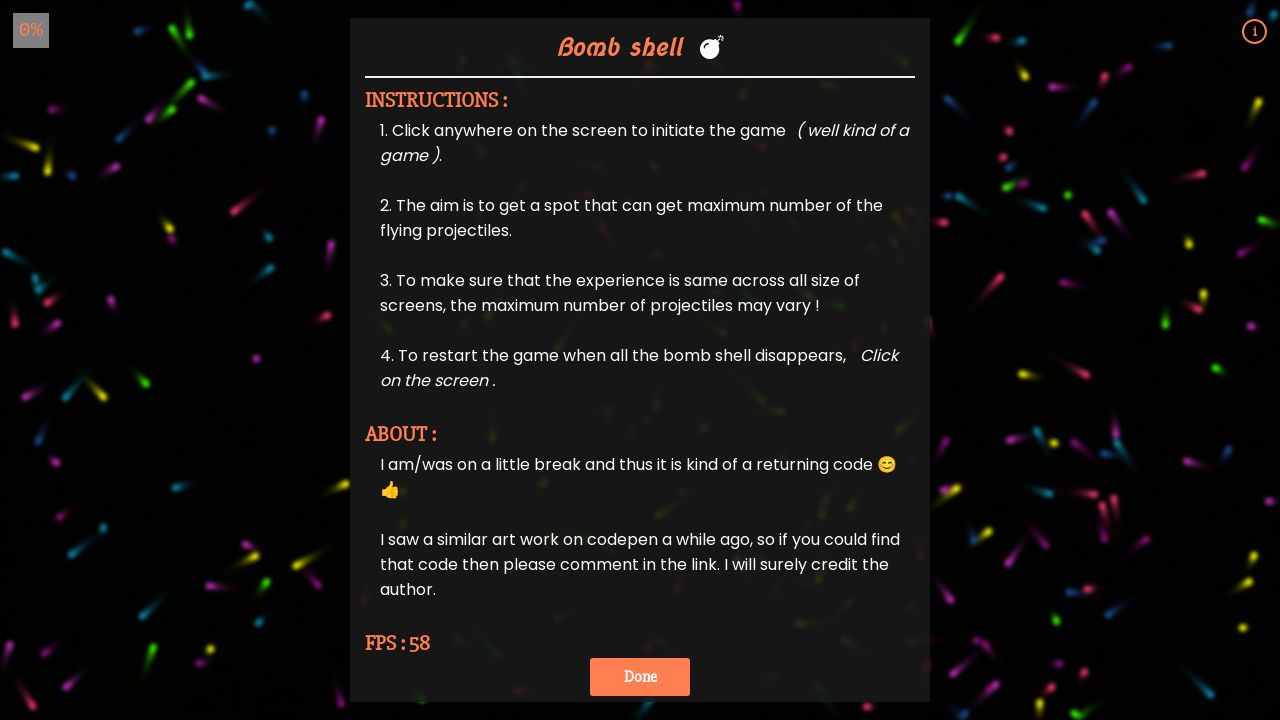 0%
i
Bomb shell 💣
INSTRUCTIONS :
1. Click anywhere on the screen to initiate the game ( well kind of a
game ).
2. The aim is to get a spot that can get maximum number of the
flying projectiles.
3. To make sure that the experience is same across all size of
screens, the maximum number of projectiles may vary !
4. To restart the game when all the bomb shell disappears, Click
on the screen .
ABOUT :
I am/was on a little break and thus it is kind of a returning code 😊
👍
I saw a similar art work on codepen a while ago, so if you could find
that code then please comment in the link. I will surely credit the
author.
FPS : 58
Done